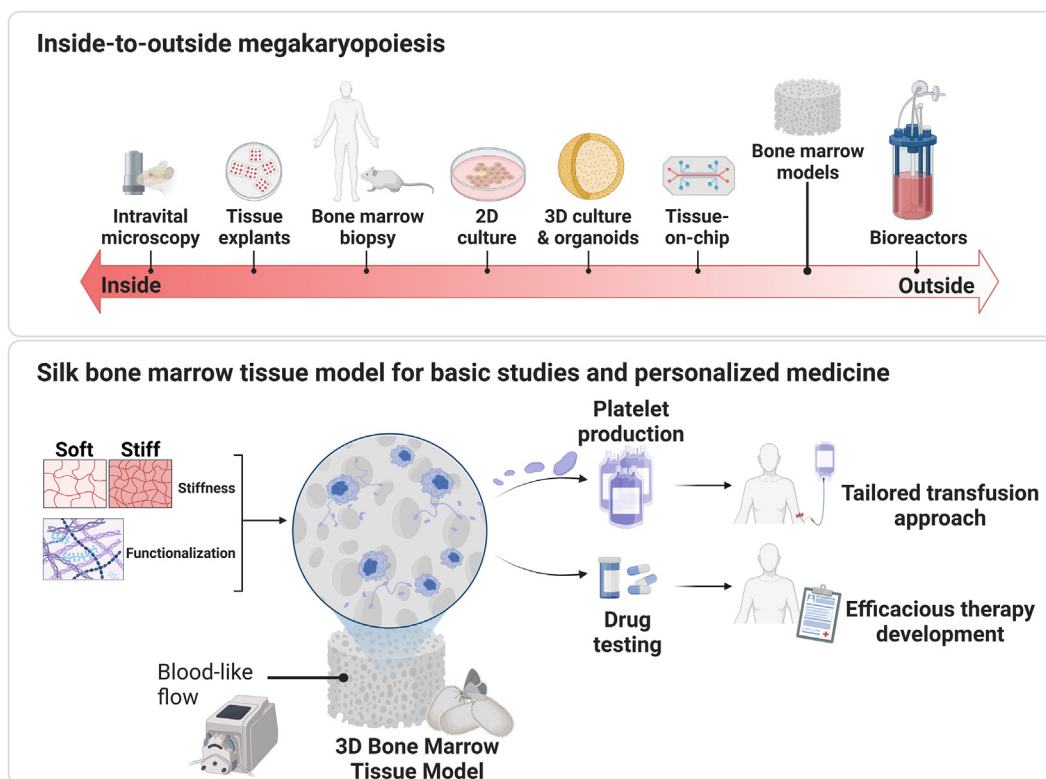 Inside-to-outside megakaryopoiesis
Intravital
microscopy
Tissue
explants
Bone marrow
biopsy
2D
culture
3D culture
& organoids
Tissue-
on-chip
Bone marrow
models
Bioreactors
Inside
Outside
Silk bone marrow tissue model for basic studies and personalized medicine
Soft
Stiff
Stiffness
Functionalization
Platelet
production
Tailored transfusion
approach
Drug
testing
Efficacious therapy
development
Blood-like
flow
3D Bone Marrow
Tissue Model